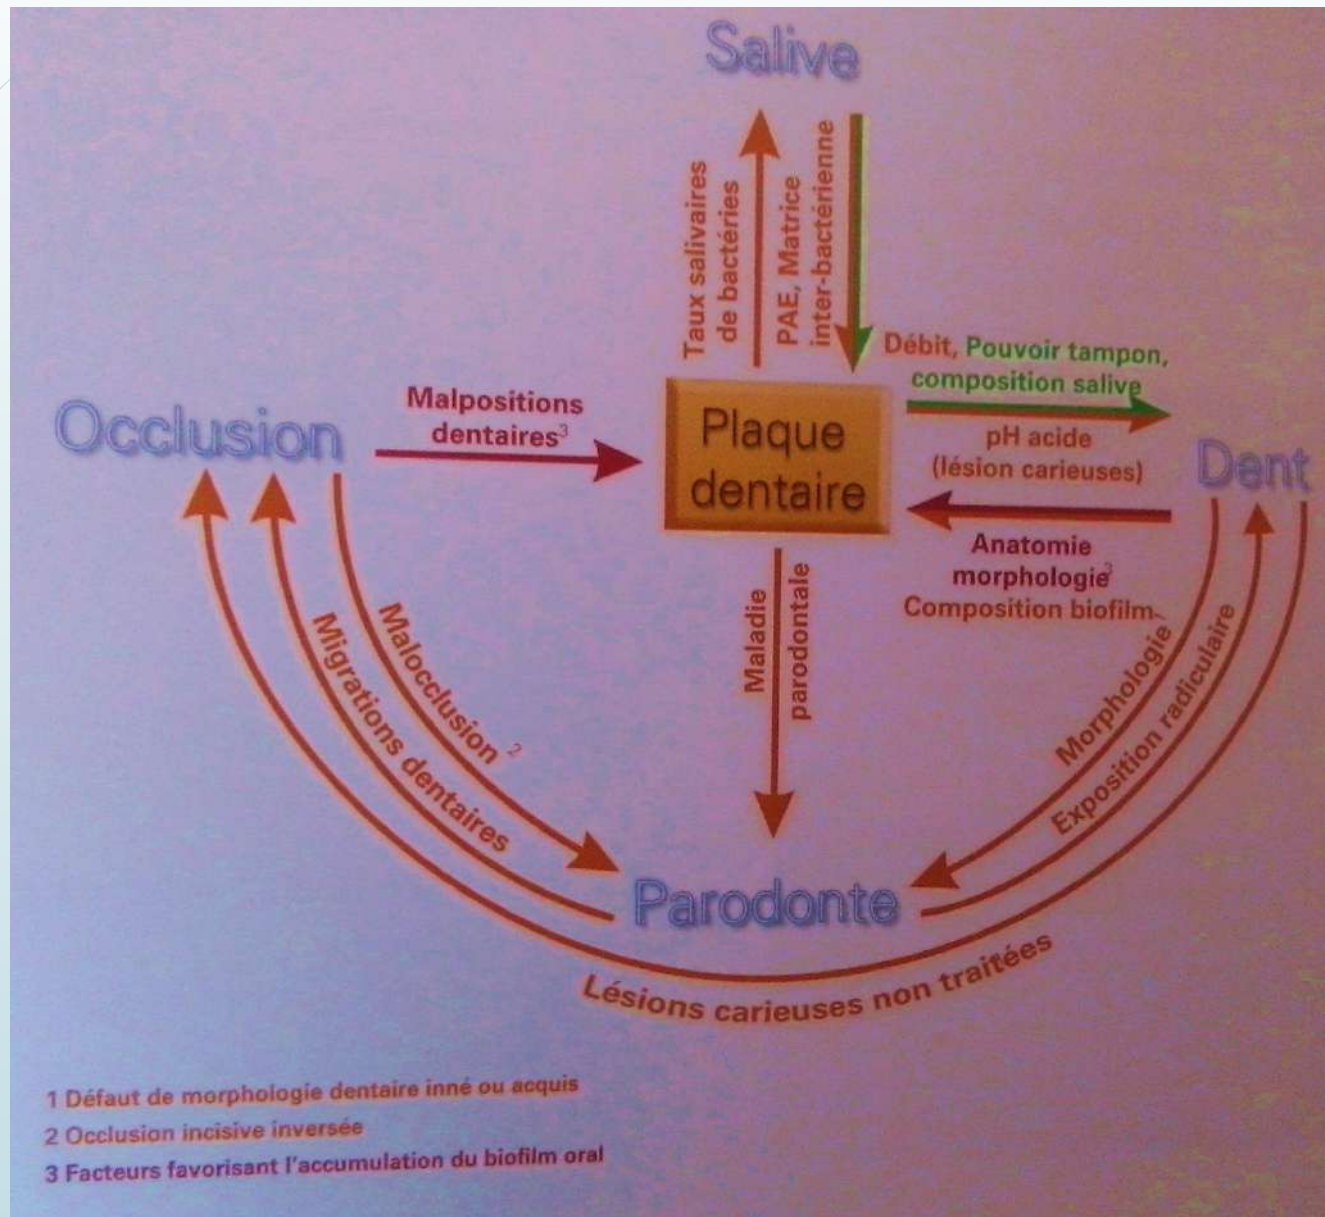 Salive
Taux salivaires
de bactéries
PAE, Matrice
inter-bactérienne
Débit, Pouvoir tampon,
composition salive
Occlusion
Malpositions
dentaires3
Plaque
dentaire
pH acide
(lésion carieuses)
Dent
Anatomie
morphologie3
Composition biofilm
Maladie
parodontale
Malocclusion 2
Migrations dentaires
Morphologie
Exposition radiculaire
Parodonte
Lésions carieuses non traitées
1 Défaut de morphologie dentaire inné ou acquis
2 Occlusion incisive inversée
3 Facteurs favorisant l'accumulation du biofilm oral